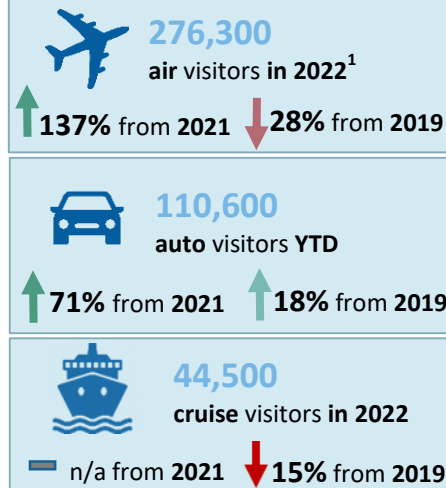 276,300
air visitors in 2022¹
137% from 2021 28% from 2019
110,600
auto visitors YTD
71% from 2021 18% from 2019
44,500
cruise visitors in 2022
n/a from 2021 15% from 2019